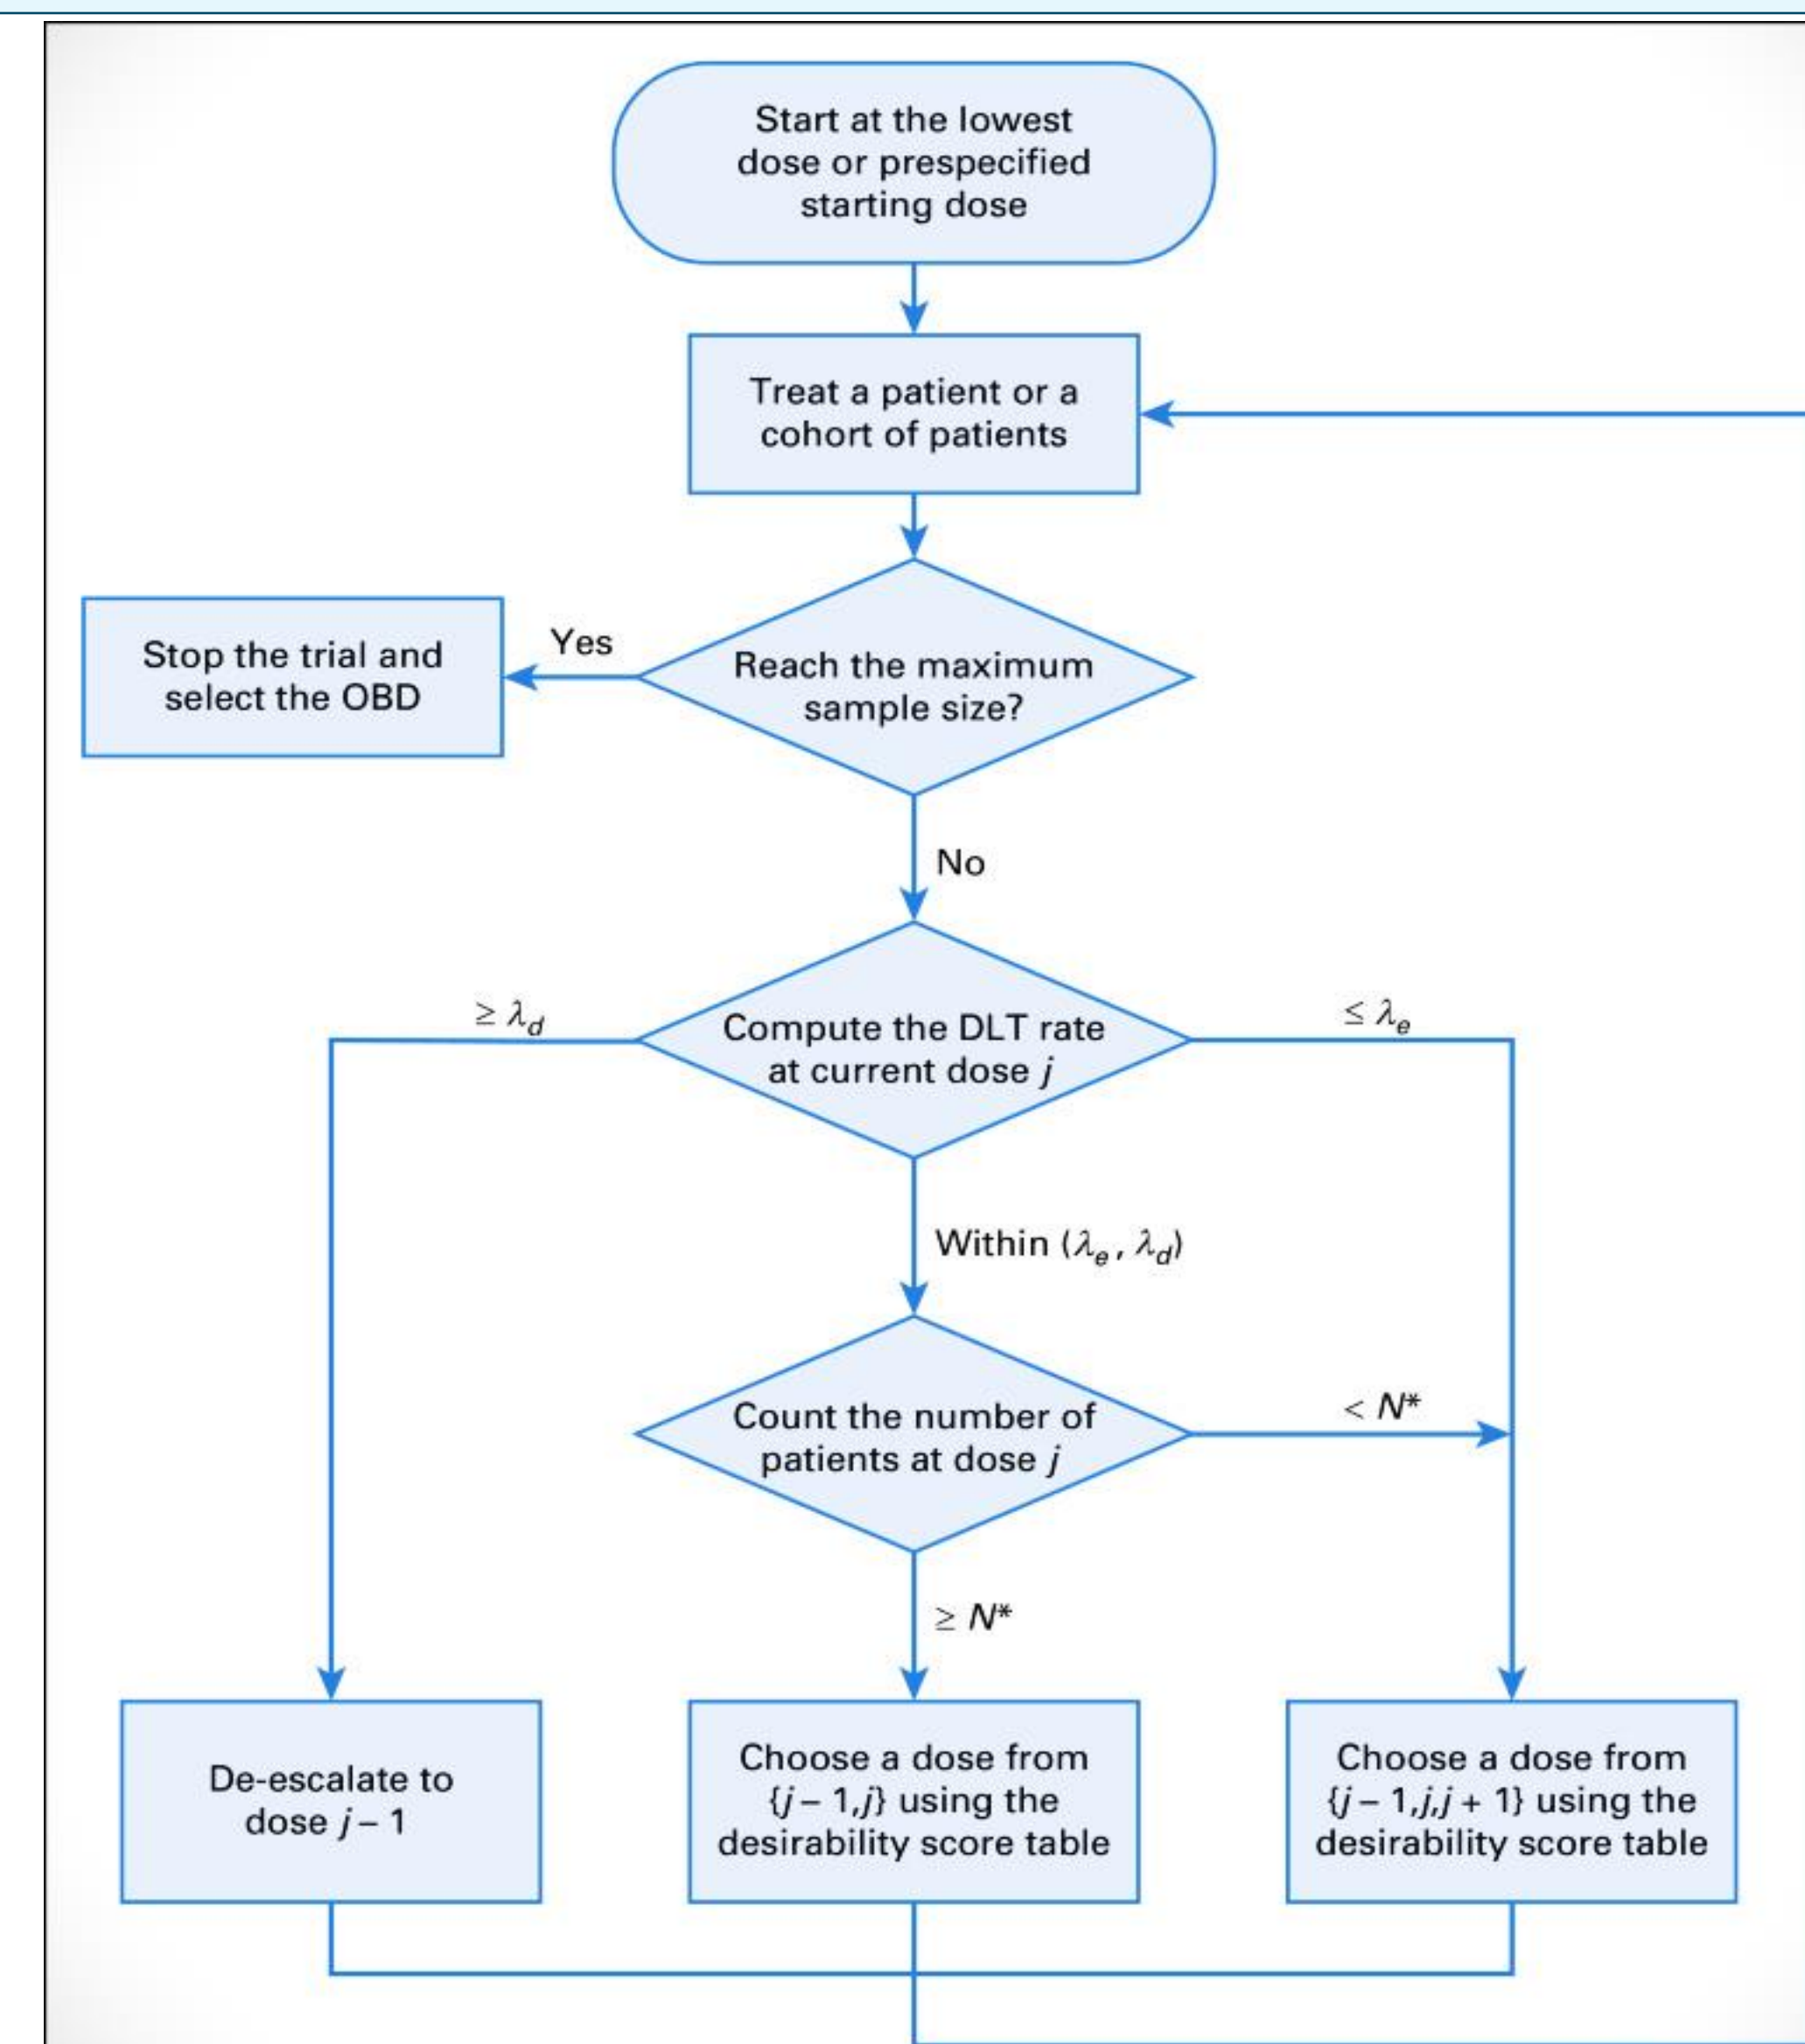 Start at the lowest
dose or prespecified
starting dose
Treat a patient or a
cohort of patients
Yes
Stop the trial and
select the OBD
Reach the maximum
sample size?
No
≥ λd
Compute the DLT rate
at current dose j
≤ λe
Within (λe, λd)
Count the number of
patients at dose j
< N*
≥ N*
De-escalate to
dose j – 1
Choose a dose from
{j – 1,j} using the
desirability score table
Choose a dose from
{j – 1,j,j + 1} using the
desirability score table